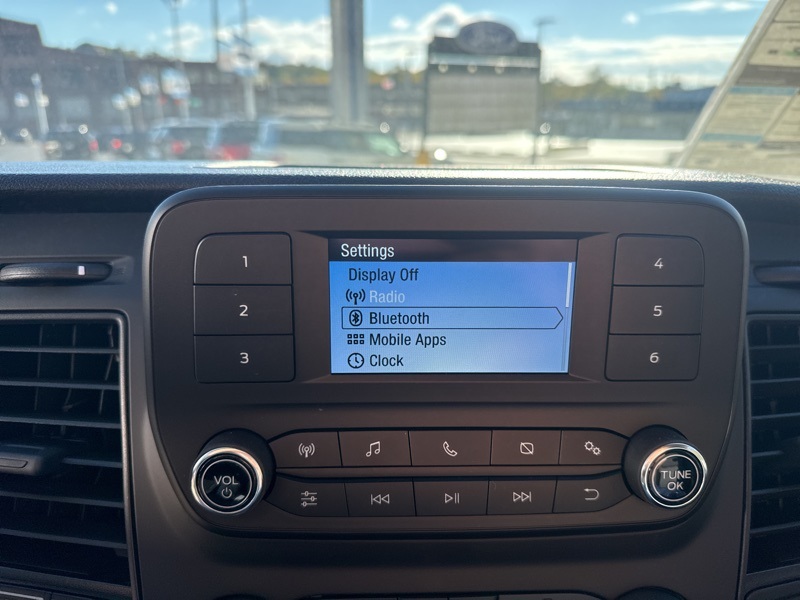 Settings
Display Off
Radio
Bluetooth
Mobile Apps
Clock
1
2
3
4
5
6
VOL
TUNE
OK